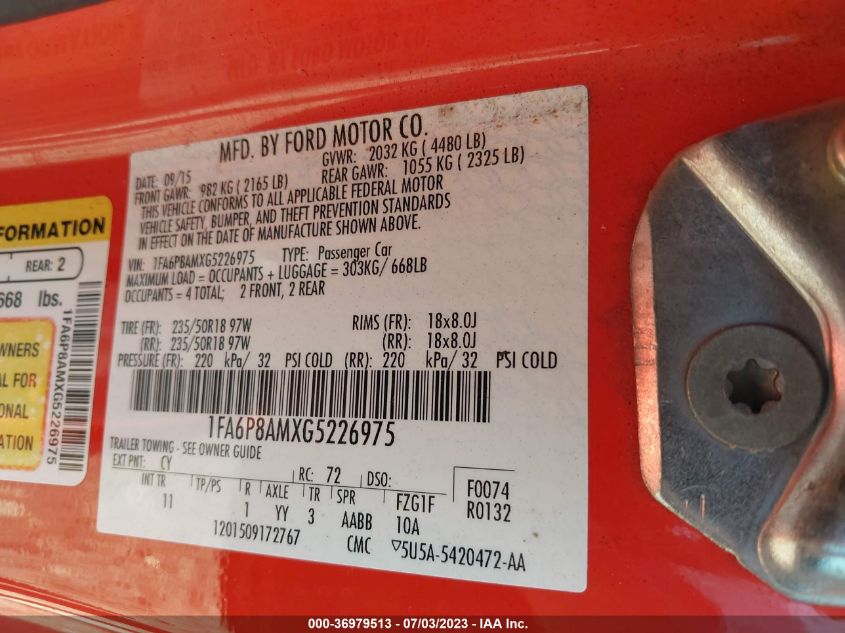 MFD. BY FORD MOTOR CO.
DATE: 09/15 GVWR: 2032 KG ( 4480 LB)
FRONT GAWR: 982 KG ( 2165 LB) REAR GAWR: 1055 KG ( 2325 LB)
THIS VEHICLE CONFORMS TO ALL APPLICABLE FEDERAL MOTOR
VEHICLE SAFETY, BUMPER, AND THEFT PREVENTION STANDARDS
IN EFFECT ON THE DATE OF MANUFACTURE SHOWN ABOVE.
VIN: 1FA6P8AMXG5226975 TYPE: Passenger Car
MAXIMUM LOAD = OCCUPANTS + LUGGAGE = 303KG/ 668LB
OCCUPANTS = 4 TOTAL; 2 FRONT, 2 REAR
TIRE (FR): 235/50R18 97W RIMS (FR): 18x8.0J
(RR): 235/50R18 97W (RR): 18x8.0J
PRESSURE (FR): 220 kPa/ 32 PSI COLD (RR): 220 kPa/ 32 PSI COLD
1FA6P8AMXG5226975
TRAILER TOWING - SEE OWNER GUIDE
EXT PNT: CY RC: 72 DSO:
INT TR TP/PS R AXLE TR SPR FZG1F F0074
11 1 YY 3 AABB 10A R0132
1201509172767 CMC ▽5U5A-5420472-AA
FORMATION
REAR: 2
668 lbs.
1FA6P8AMXG5226975
WNERS
AL FOR
ONAL
ATION
000-36979513 - 07/03/2023 - IAA Inc.